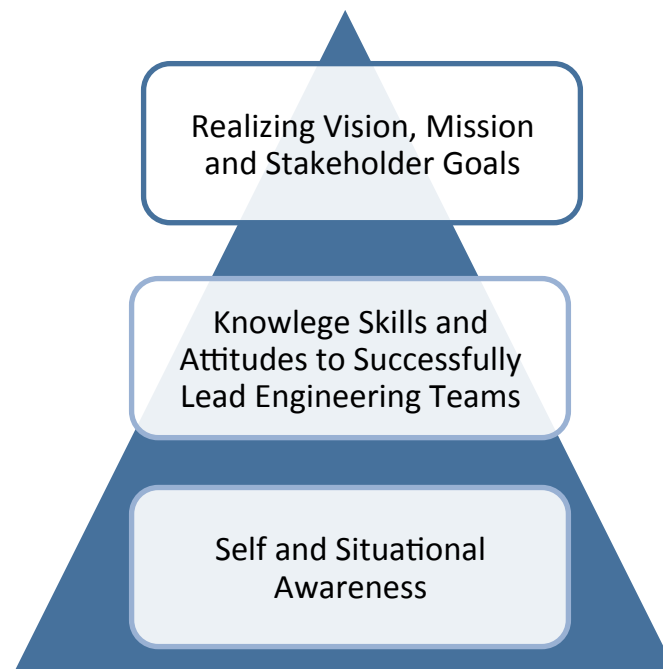 Realizing Vision, Mission
and Stakeholder Goals
Knowlege Skills and
Attitudes to Successfully
Lead Engineering Teams
Self and Situational
Awareness